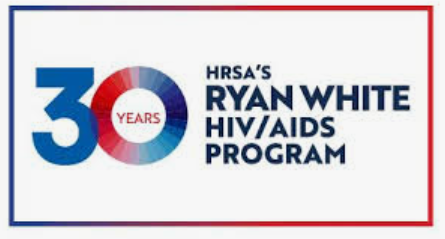 30
YEARS
HRSA'S
RYAN WHITE
HIV/AIDS
PROGRAM